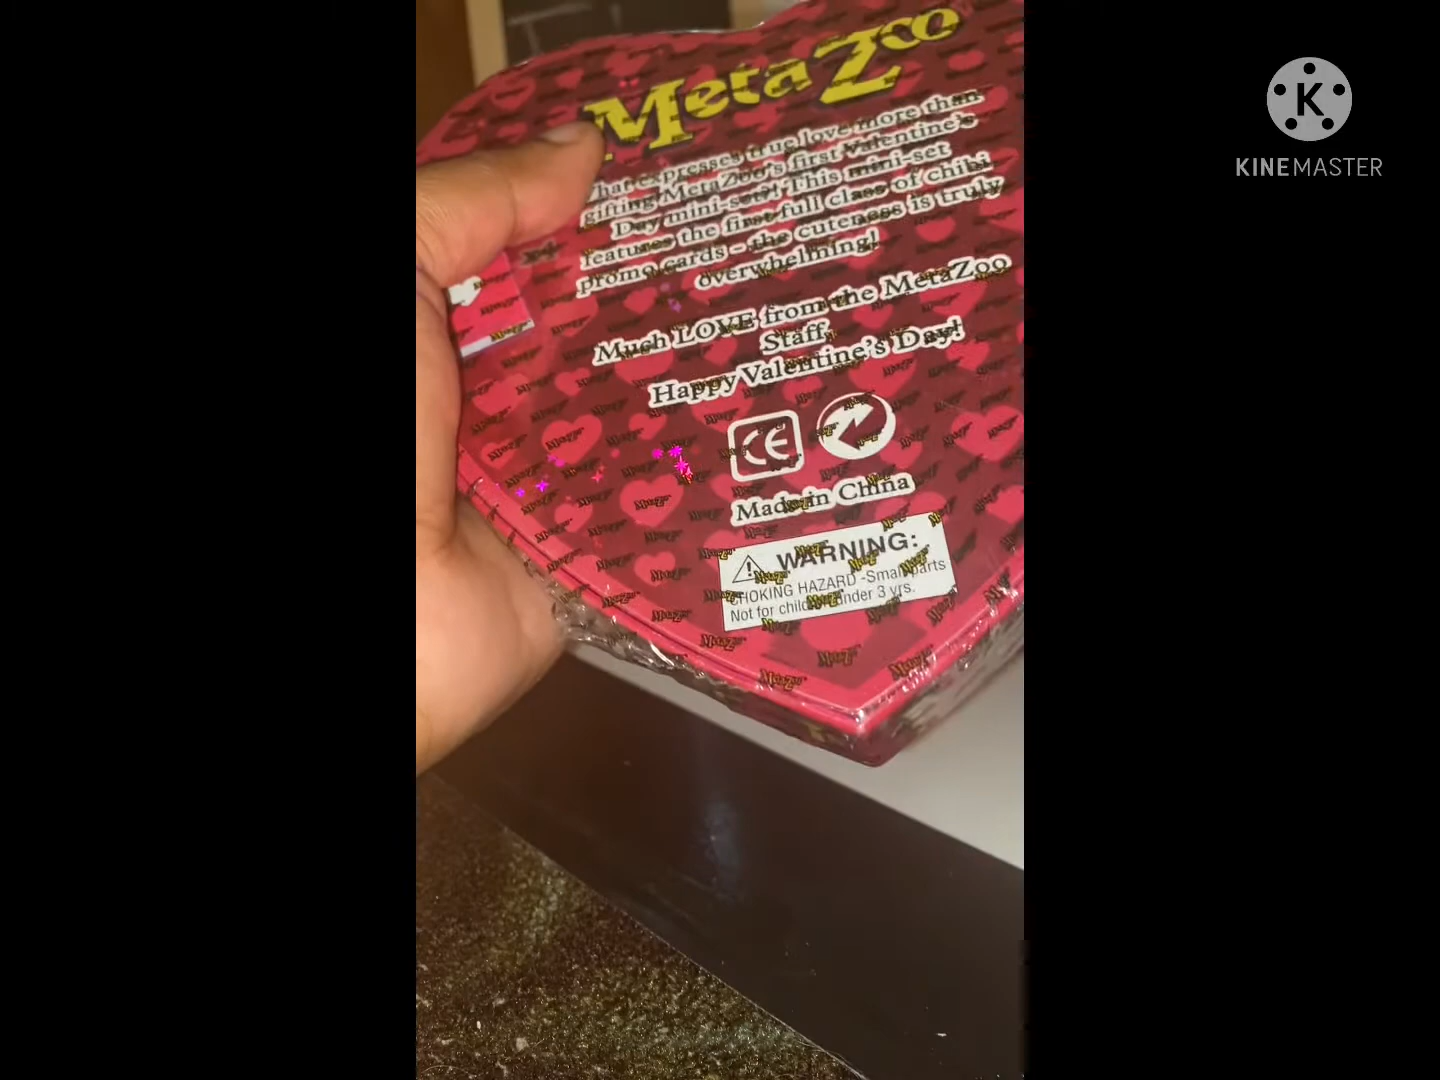 MetaZoo
What expresses true love more than
gifting MetaZoo's first Valentine's
Day mini-set?! This mini-set
features the first full class of chibi
promo cards - the cuteness is truly
overwhelming!
Much LOVE from the MetaZoo
Staff,
Happy Valentine's Day!
CE
Made in China
WARNING:
CHOKING HAZARD -Small parts
Not for children under 3 yrs.
K
KINEMASTER